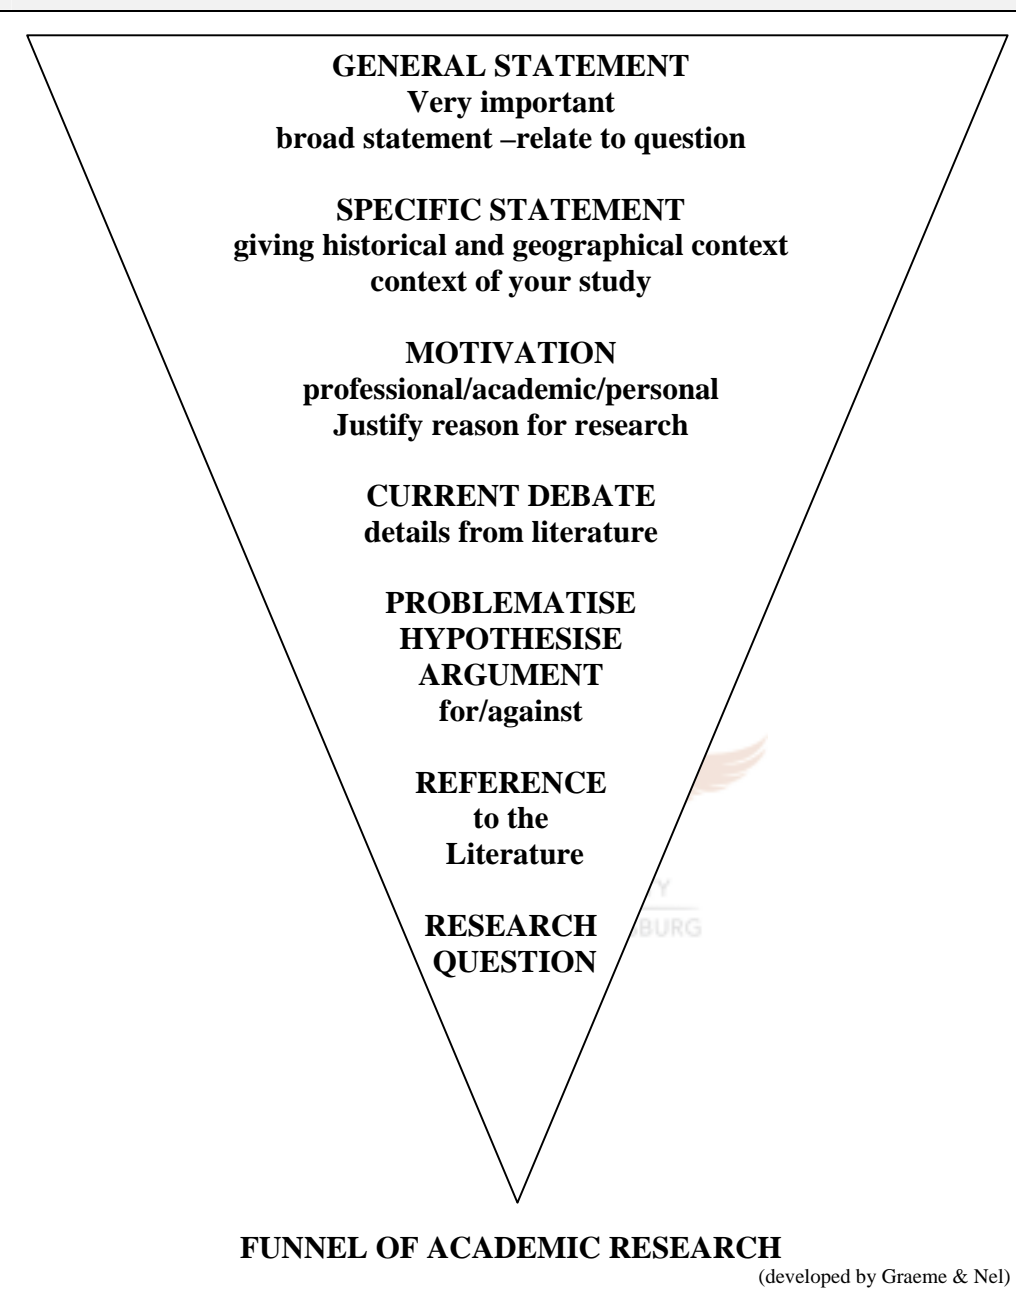 GENERAL STATEMENT
Very important
broad statement –relate to question
SPECIFIC STATEMENT
giving historical and geographical context
context of your study
MOTIVATION
professional/academic/personal
Justify reason for research
CURRENT DEBATE
details from literature
PROBLEMATISE
HYPOTHESISE
ARGUMENT
for/against
REFERENCE
to the
Literature
Y
BURG
RESEARCH
QUESTION
FUNNEL OF ACADEMIC RESEARCH
(developed by Graeme & Nel)